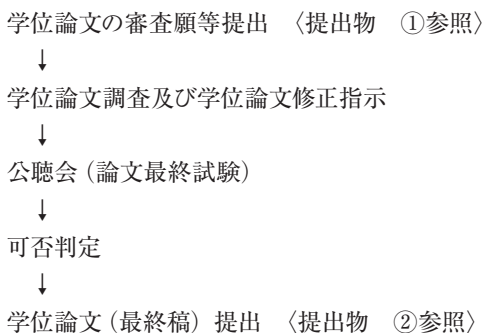 学位論文の審査願等提出　〈提出物　①参照〉
↓
学位論文調査及び学位論文修正指示
↓
公聴会（論文最終試験）
↓
可否判定
↓
学位論文（最終稿）提出　〈提出物　②参照〉